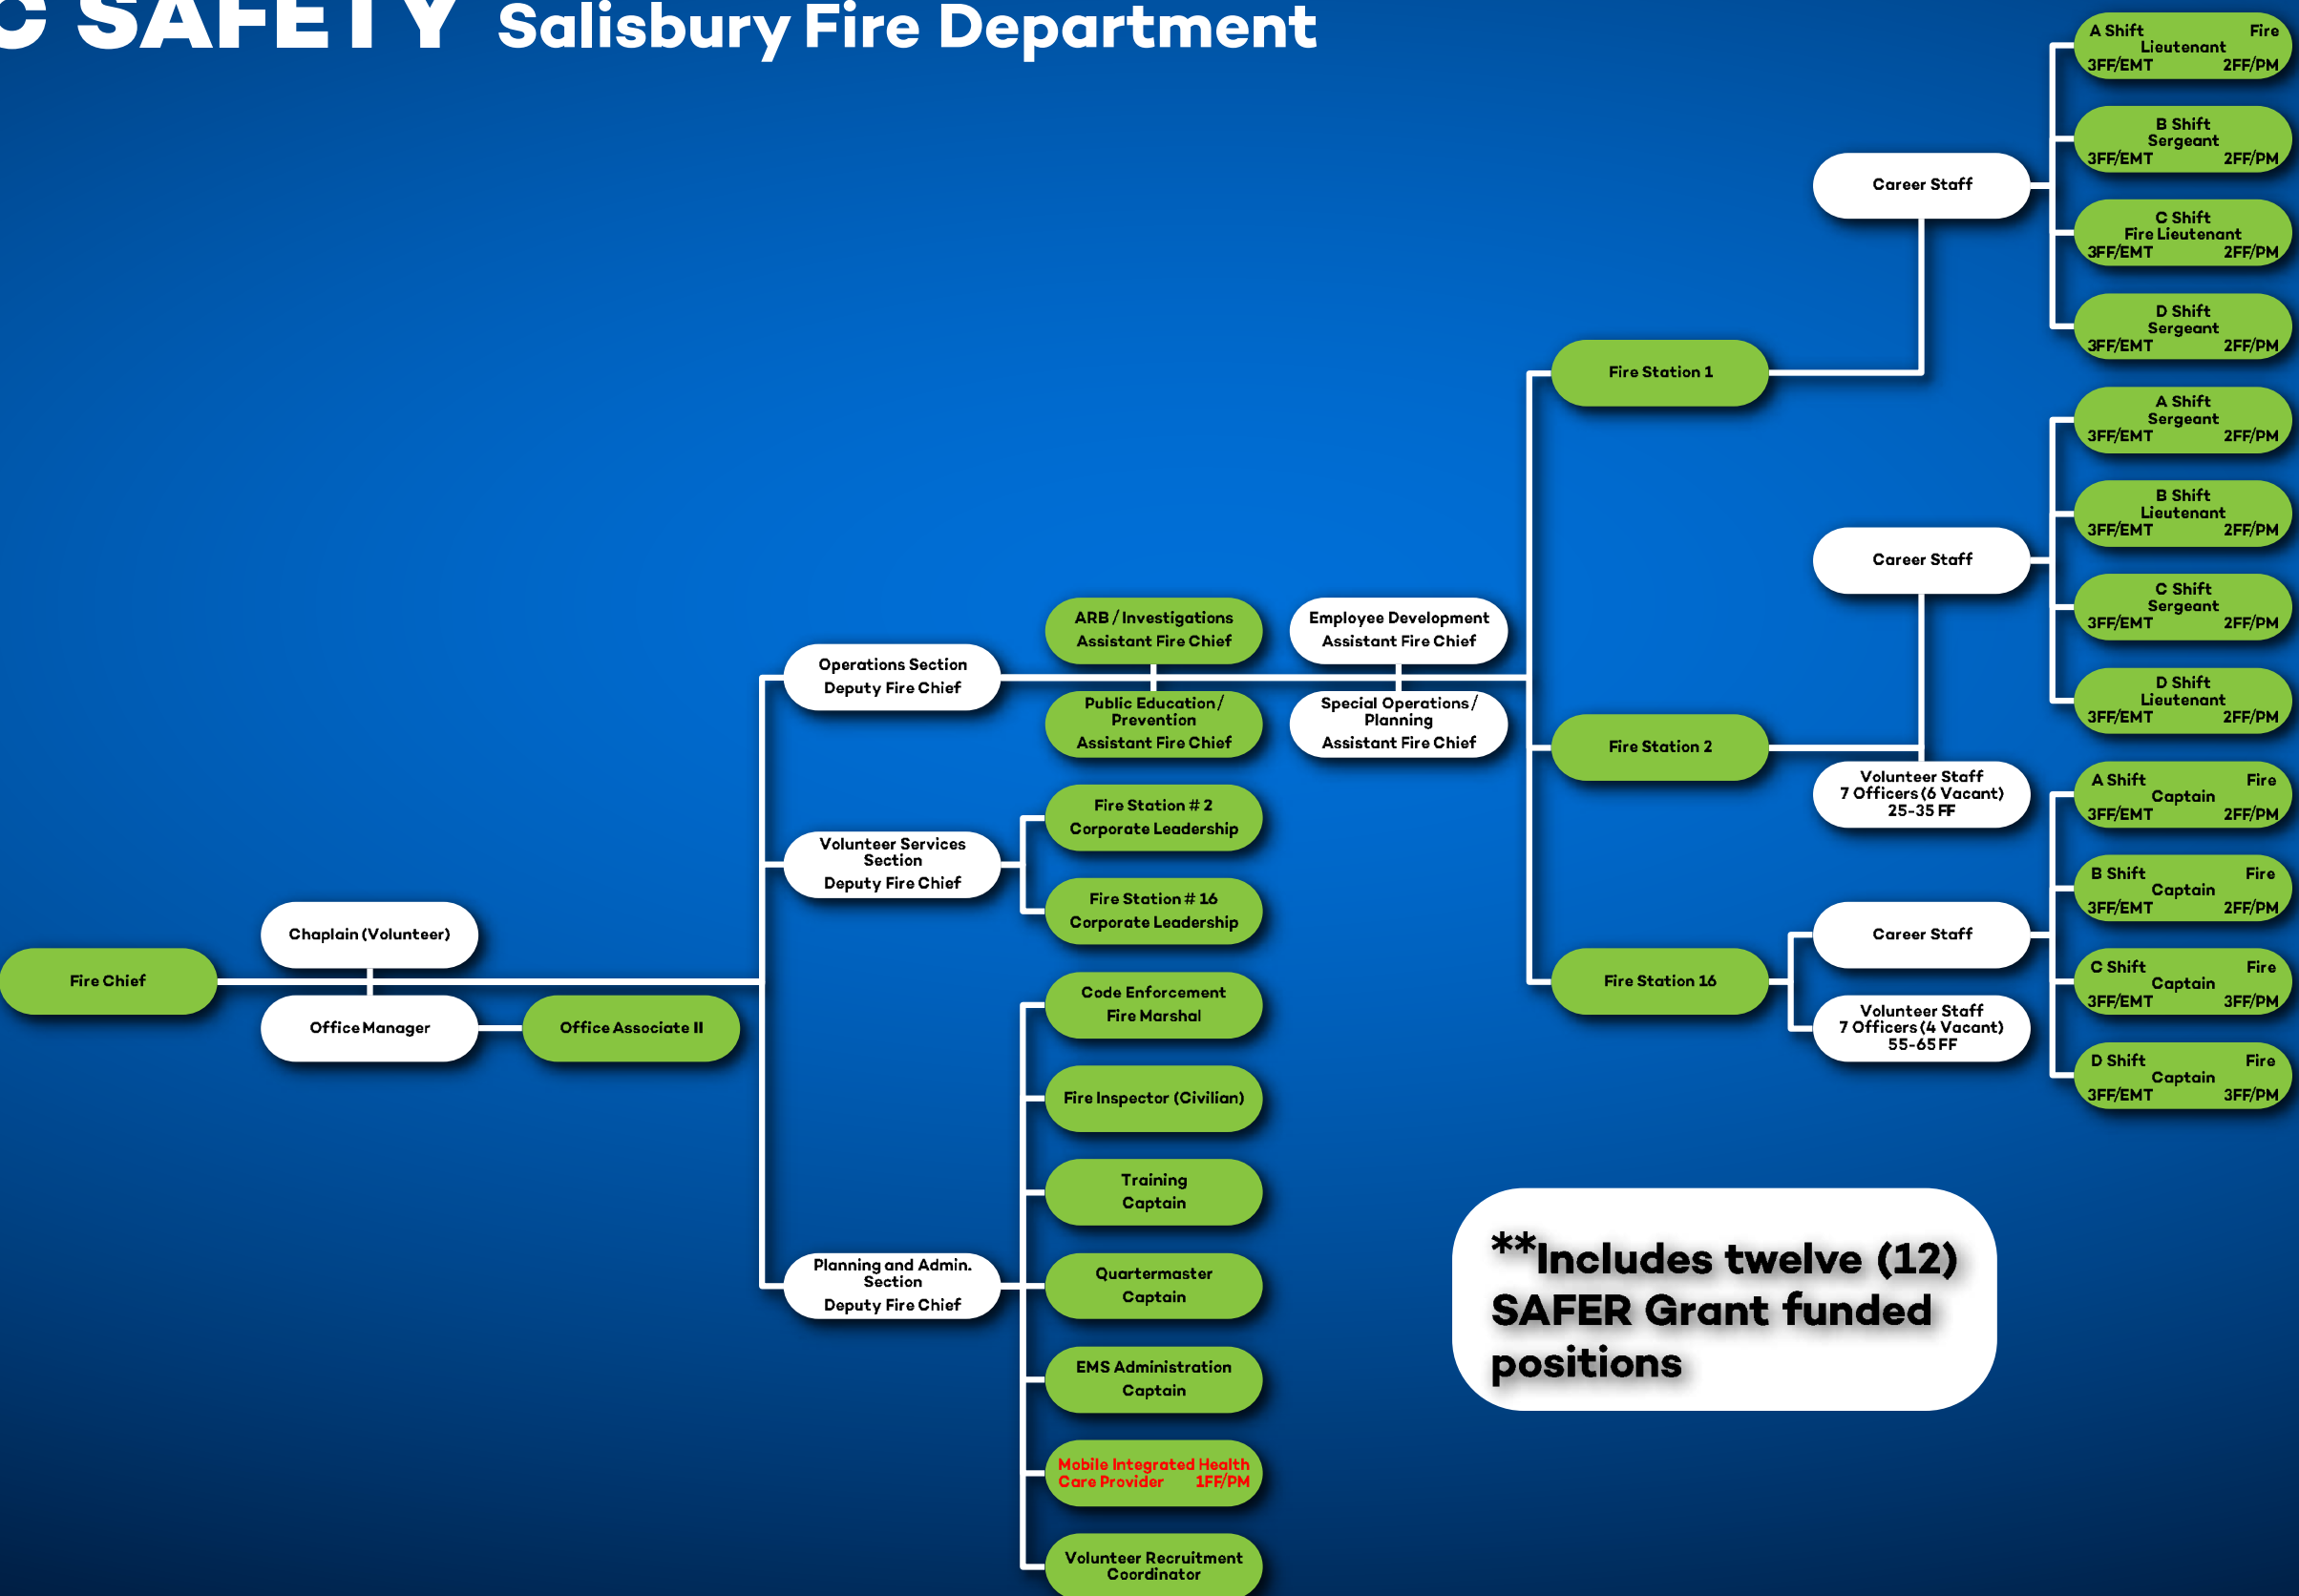 C SAFETY Salisbury Fire Department
Fire Chief
Chaplain (Volunteer)
Office Manager
Office Associate II
Operations Section
Deputy Fire Chief
Volunteer Services
Section
Deputy Fire Chief
Planning and Admin.
Section
Deputy Fire Chief
ARB / Investigations
Assistant Fire Chief
Public Education /
Prevention
Assistant Fire Chief
Employee Development
Assistant Fire Chief
Special Operations /
Planning
Assistant Fire Chief
Fire Station # 2
Corporate Leadership
Fire Station # 16
Corporate Leadership
Code Enforcement
Fire Marshal
Fire Inspector (Civilian)
Training
Captain
Quartermaster
Captain
EMS Administration
Captain
Mobile Integrated Health
Care Provider 1FF/PM
Volunteer Recruitment
Coordinator
Fire Station 1
Career Staff
A Shift Fire
Lieutenant
3FF/EMT 2FF/PM
B Shift
Sergeant
3FF/EMT 2FF/PM
C Shift
Fire Lieutenant
3FF/EMT 2FF/PM
D Shift
Sergeant
3FF/EMT 2FF/PM
Fire Station 2
Career Staff
A Shift
Sergeant
3FF/EMT 2FF/PM
B Shift
Lieutenant
3FF/EMT 2FF/PM
C Shift
Sergeant
3FF/EMT 2FF/PM
D Shift
Lieutenant
3FF/EMT 2FF/PM
Volunteer Staff
7 Officers (6 Vacant)
25-35 FF
Fire Station 16
Career Staff
A Shift Fire
Captain
3FF/EMT 2FF/PM
B Shift Fire
Captain
3FF/EMT 2FF/PM
C Shift Fire
Captain
3FF/EMT 3FF/PM
D Shift Fire
Captain
3FF/EMT 3FF/PM
Volunteer Staff
7 Officers (4 Vacant)
55-65 FF
**Includes twelve (12)
SAFER Grant funded
positions